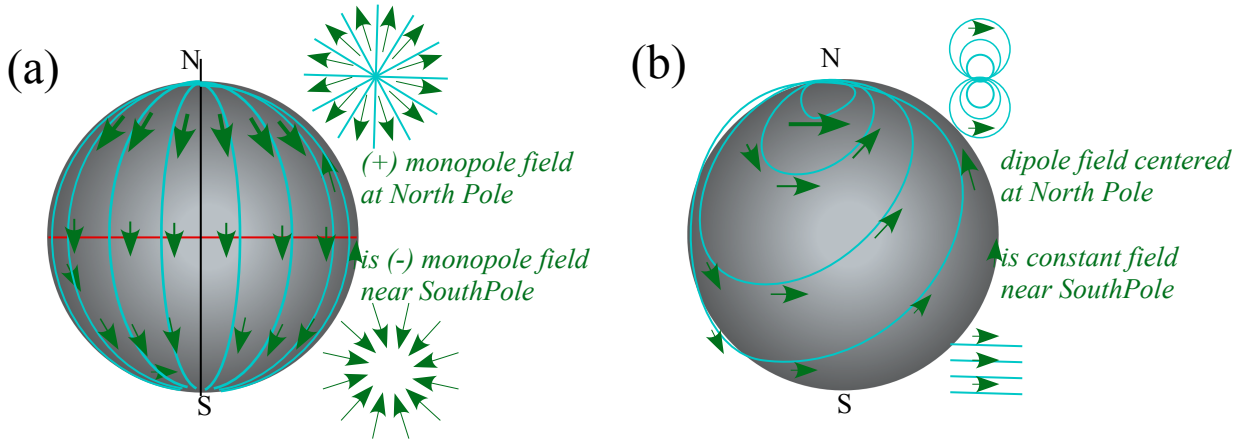 (a)
N
(+) monopole field
at North Pole
is (-) monopole field
near SouthPole
S
(b)
N
dipole field centered
at North Pole
is constant field
near SouthPole
S